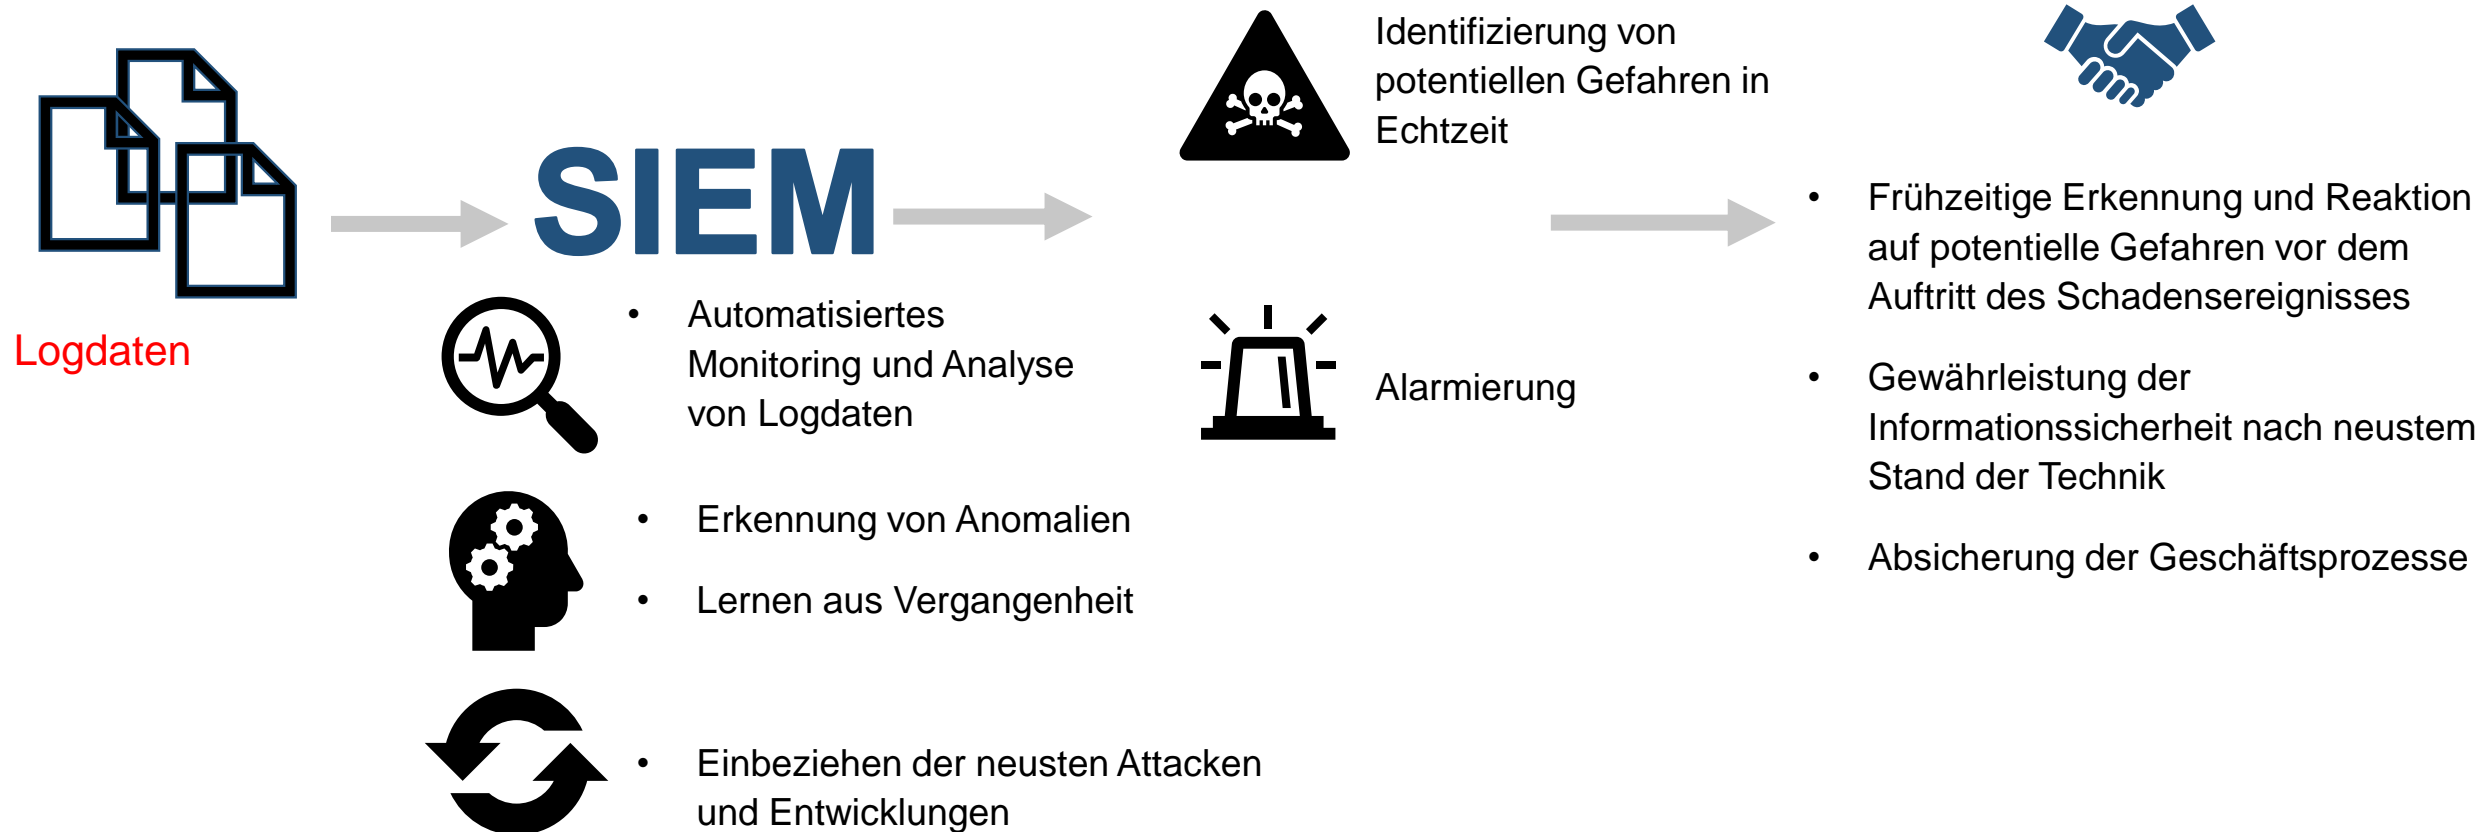 Logdaten
SIEM
• Automatisiertes
Monitoring und Analyse
von Logdaten
• Erkennung von Anomalien
• Lernen aus Vergangenheit
• Einbeziehen der neusten Attacken
und Entwicklungen
Identifizierung von
potentiellen Gefahren in
Echtzeit
Alarmierung
• Frühzeitige Erkennung und Reaktion
auf potentielle Gefahren vor dem
Auftritt des Schadensereignisses
• Gewährleistung der
Informationssicherheit nach neustem
Stand der Technik
• Absicherung der Geschäftsprozesse